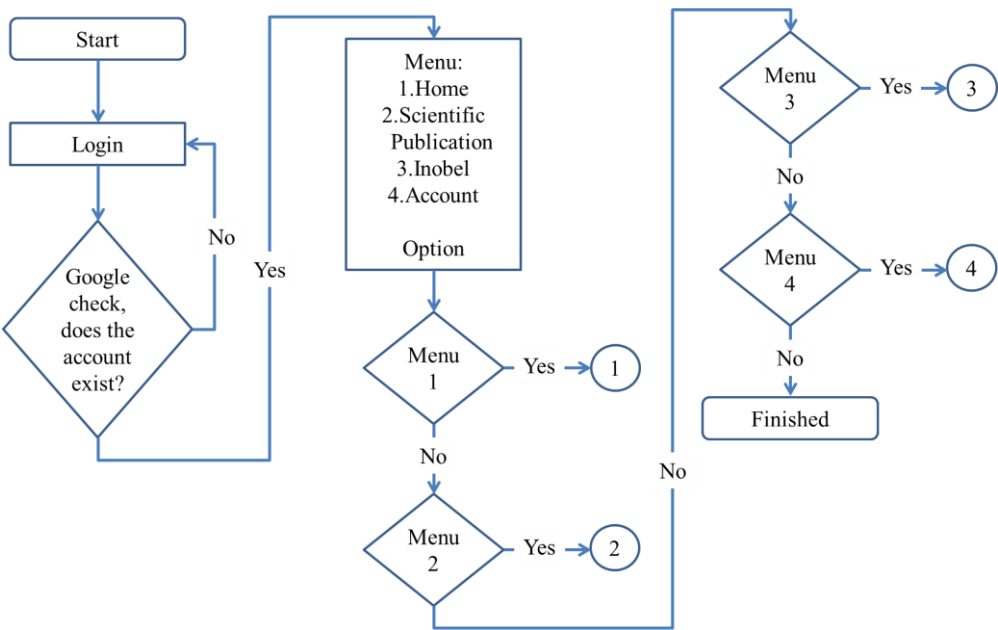 Start
Login
No
Google
check,
does the
account
exist?
Yes
Menu:
1.Home
2.Scientific
Publication
3.Inobel
4.Account
Option
Menu
1
Yes
1
No
Menu
2
Yes
2
No
Menu
3
Yes
3
No
Menu
4
Yes
4
No
Finished